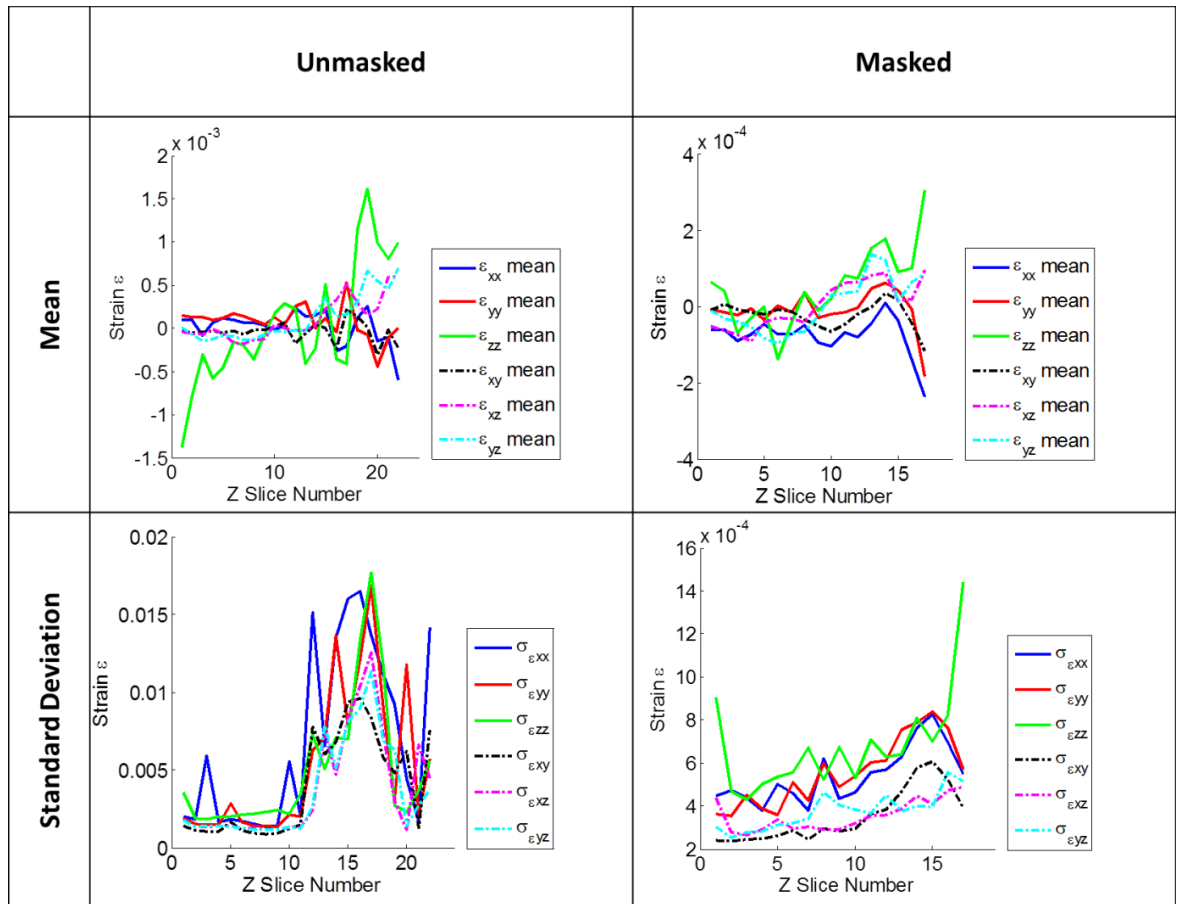 Unmasked
Masked
Mean
x 10^-3
2
1.5
1
0.5
0
-0.5
-1
-1.5
0
10
20
Strain ε
Z Slice Number
ε_xx mean
ε_yy mean
ε_zz mean
ε_xy mean
ε_xz mean
ε_yz mean
x 10^-4
4
2
0
-2
-4
0
5
10
15
Strain ε
Z Slice Number
ε_xx mean
ε_yy mean
ε_zz mean
ε_xy mean
ε_xz mean
ε_yz mean
Standard Deviation
0.02
0.015
0.01
0.005
0
0
5
10
15
20
Strain ε
Z Slice Number
σ_εxx
σ_εyy
σ_εzz
σ_εxy
σ_εxz
σ_εyz
x 10^-4
16
14
12
10
8
6
4
2
0
5
10
15
Strain ε
Z Slice Number
σ_εxx
σ_εyy
σ_εzz
σ_εxy
σ_εxz
σ_εyz